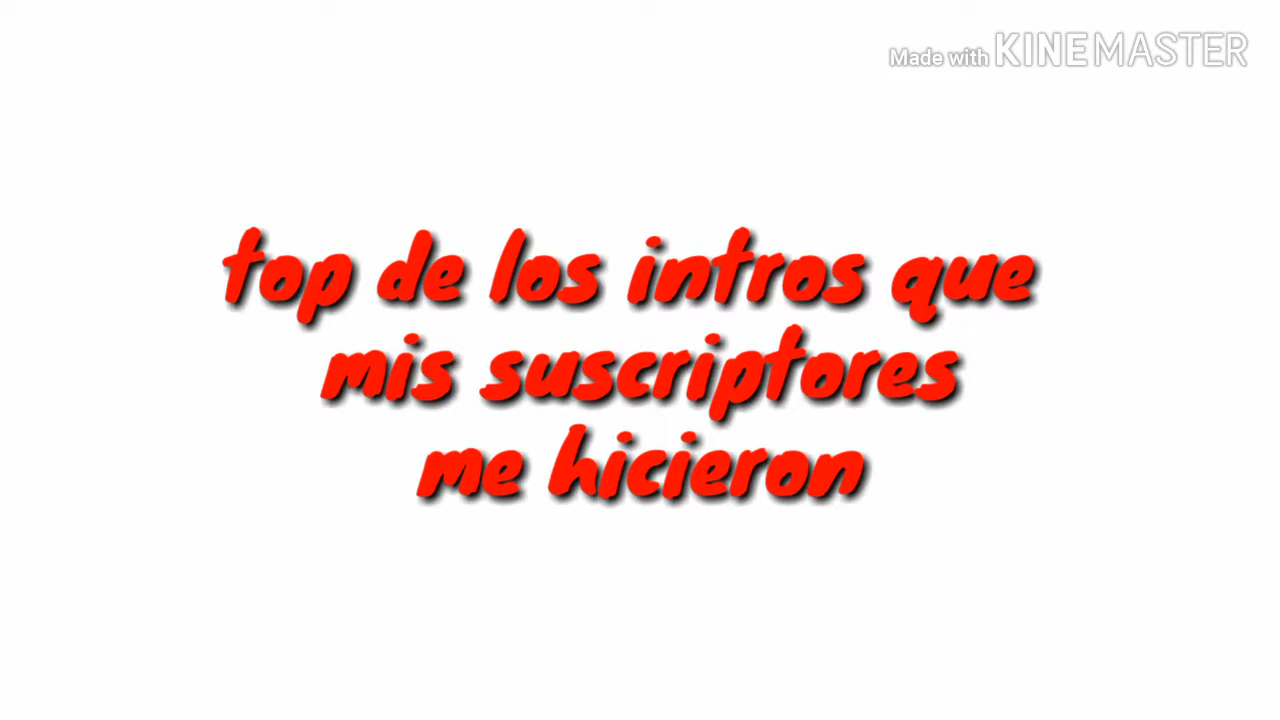 Made with KINEMASTER
top de los intros que
mis suscriptores
me hicieron